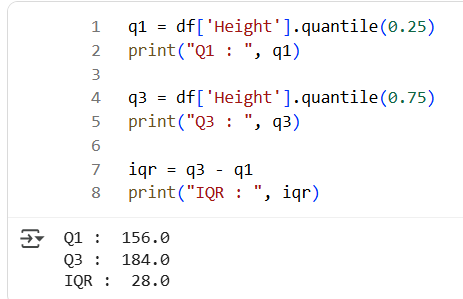 1 q1 = df['Height'].quantile(0.25)
2 print("Q1 : ", q1)
3
4 q3 = df['Height'].quantile(0.75)
5 print("Q3 : ", q3)
6
7 iqr = q3 - q1
8 print("IQR : ", iqr)
Q1 :  156.0
Q3 :  184.0
IQR :  28.0